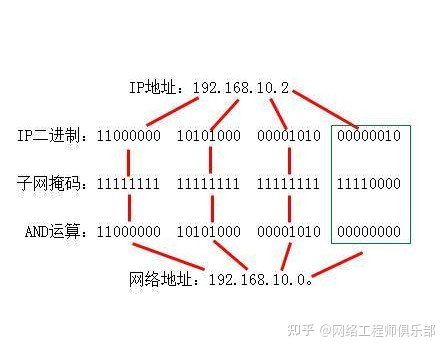 IP地址：192.168.10.2
IP二进制：11000000 10101000 00001010 00000010
子网掩码：11111111 11111111 11111111 11110000
AND运算：11000000 10101000 00001010 00000000
网络地址：192.168.10.0。
知乎 @网络工程师俱乐部